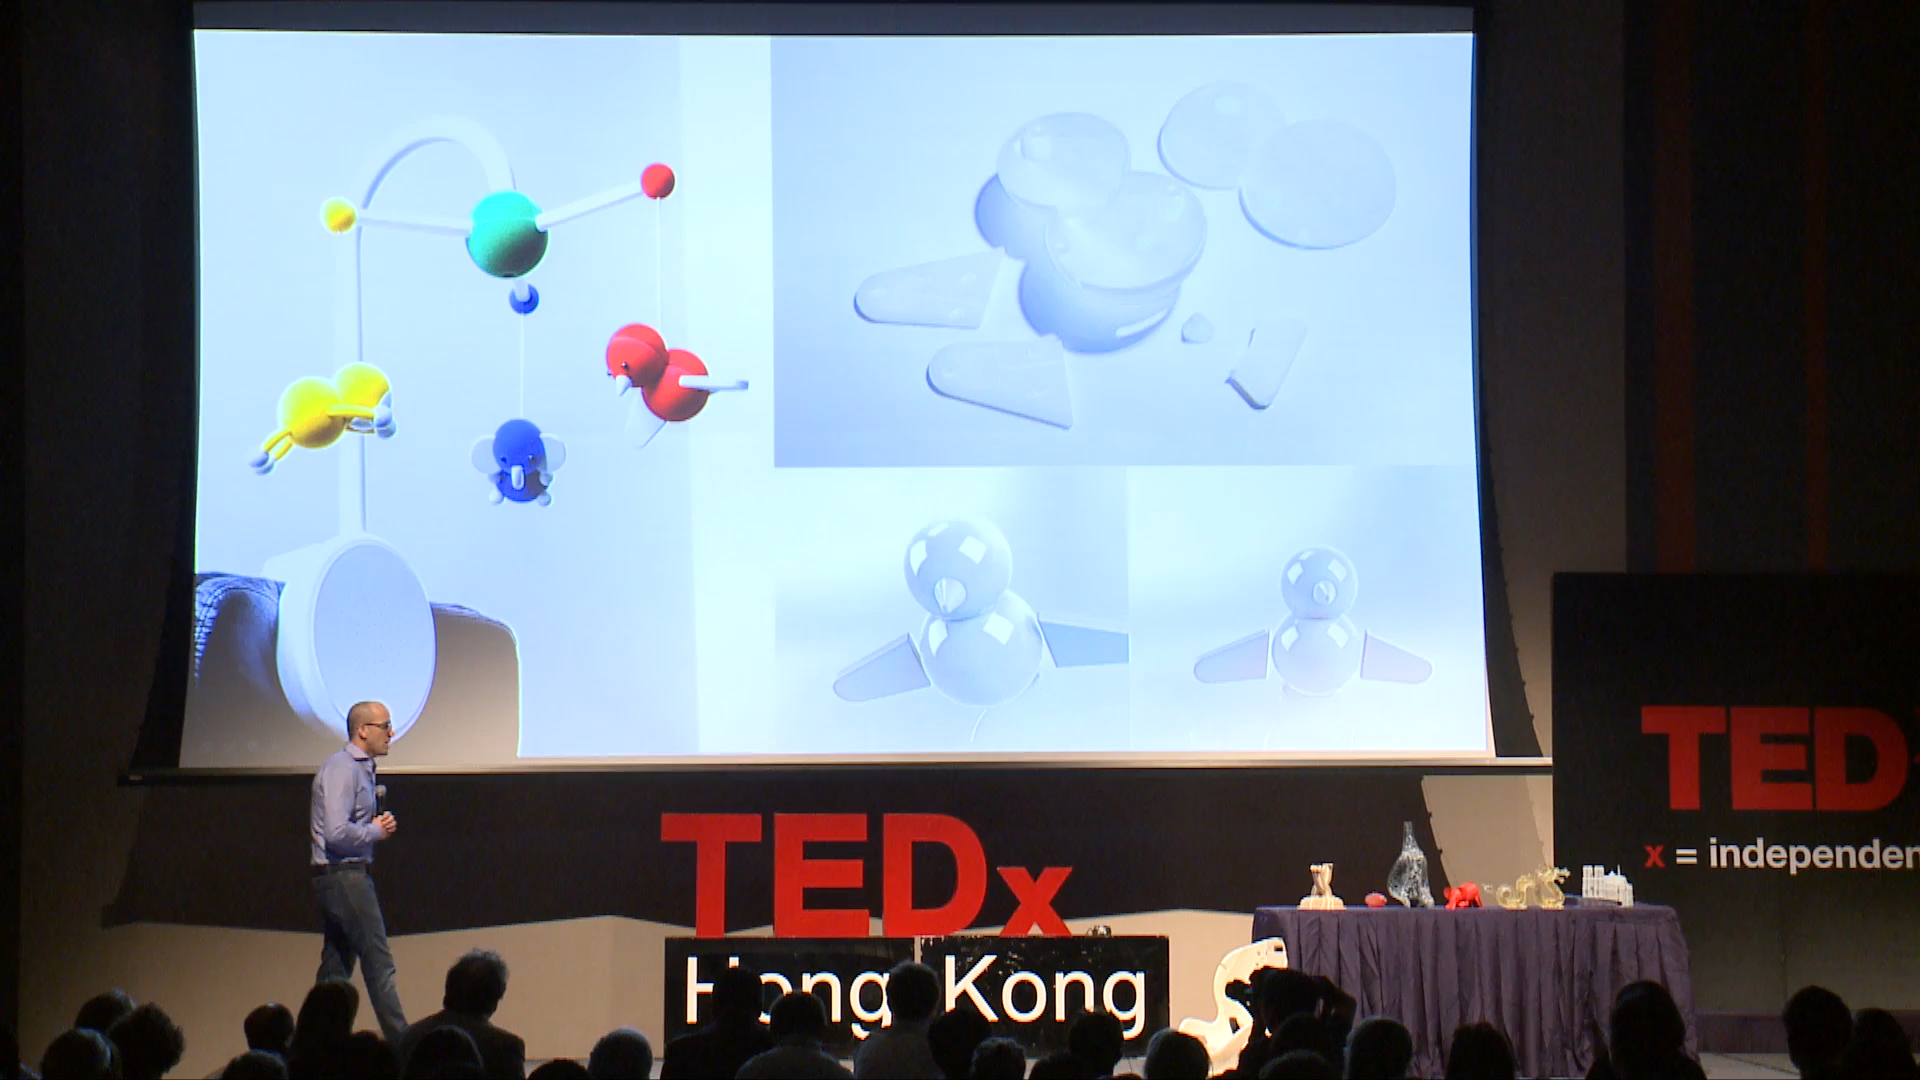 TEDx
Hong Kong
TED
x = independen